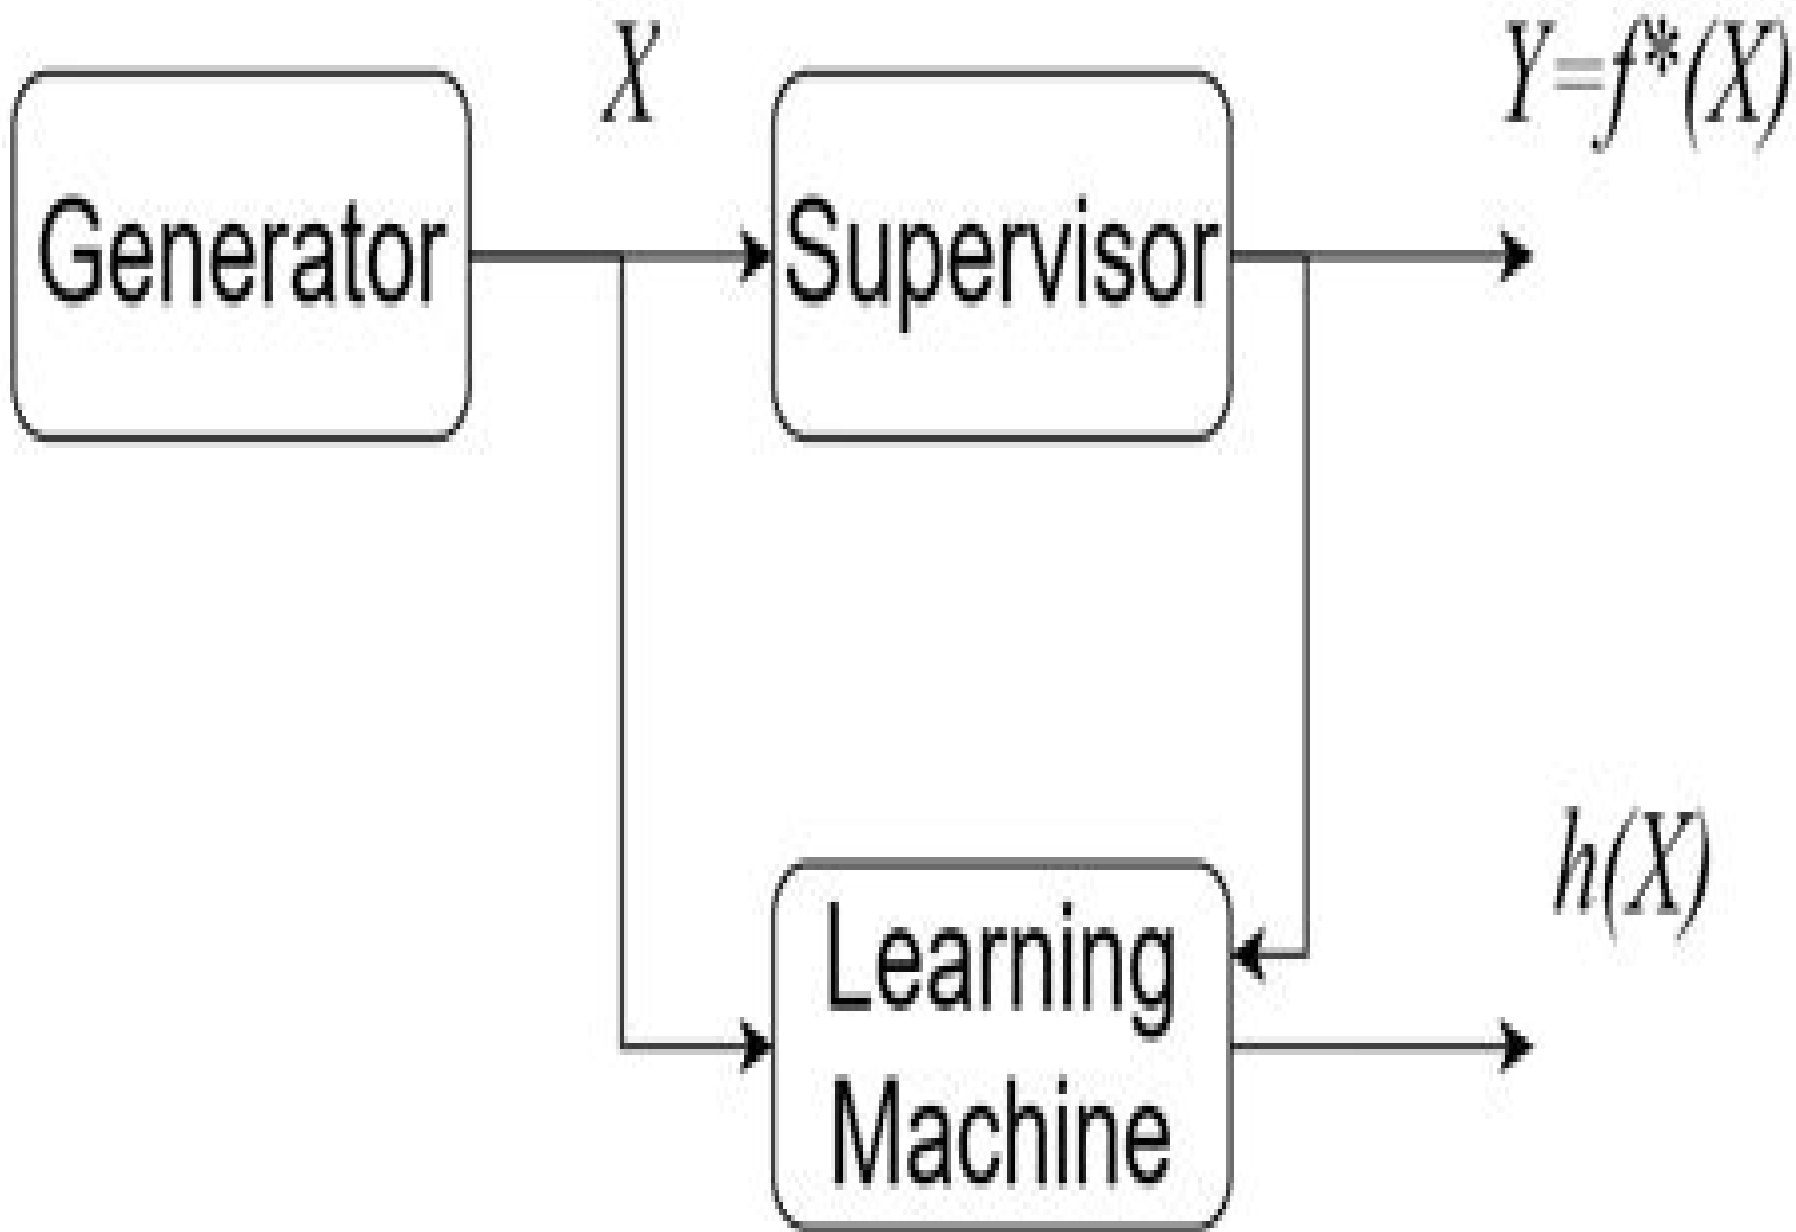 X
Y=f*(X)
Generator
Supervisor
h(X)
Learning
Machine